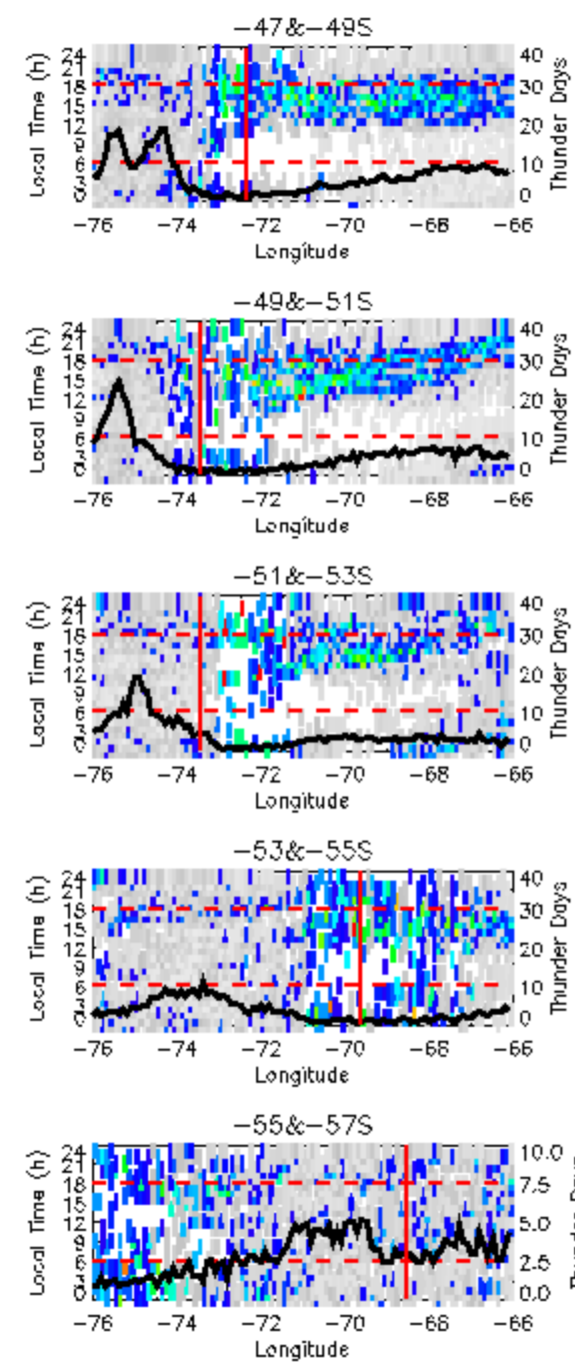 -47&-49S
Local Time (h)
24 21 18 15 12 9 6 3 0
40 30 20 10 0
Thunder Days
-76 -74 -72 -70 -68 -66
Longitude
-49&-51S
Local Time (h)
24 21 18 15 12 9 6 3 0
40 30 20 10 0
Thunder Days
-76 -74 -72 -70 -68 -66
Longitude
-51&-53S
Local Time (h)
24 21 18 15 12 9 6 3 0
40 30 20 10 0
Thunder Days
-76 -74 -72 -70 -68 -66
Longitude
-53&-55S
Local Time (h)
24 21 18 15 12 9 6 3 0
40 30 20 10 0
Thunder Days
-76 -74 -72 -70 -68 -66
Longitude
-55&-57S
Local Time (h)
24 21 18 15 12 9 6 3 0
10.0 7.5 5.0 2.5 0.0
-76 -74 -72 -70 -68 -66
Longitude